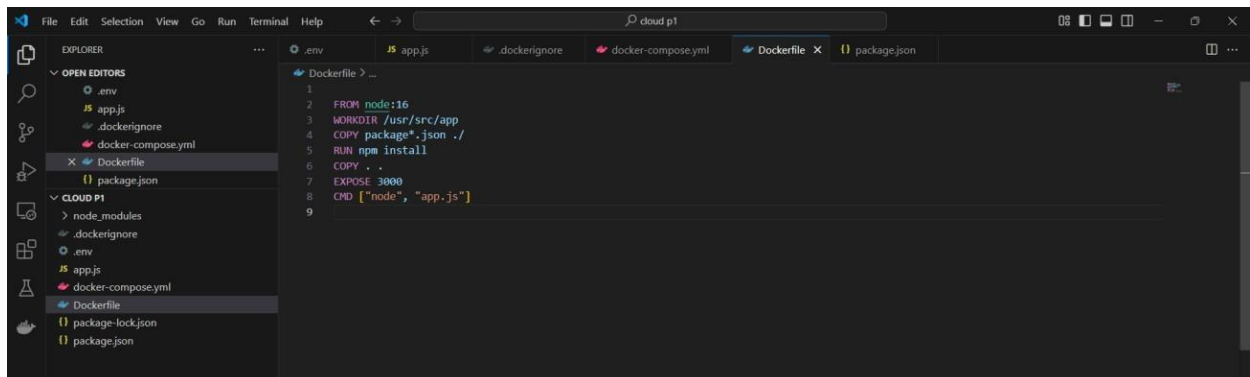 File Edit Selection View Go Run Terminal Help
cloud p1
EXPLORER
.env
JS app.js
.dockerignore
docker-compose.yml
Dockerfile
{} package.json
OPEN EDITORS
.env
JS app.js
.dockerignore
docker-compose.yml
Dockerfile
{} package.json
CLOUD P1
node_modules
.dockerignore
.env
JS app.js
docker-compose.yml
Dockerfile
{} package-lock.json
{} package.json
Dockerfile > ...
1
2 FROM node:16
3 WORKDIR /usr/src/app
4 COPY package*.json ./
5 RUN npm install
6 COPY . .
7 EXPOSE 3000
8 CMD ["node", "app.js"]
9